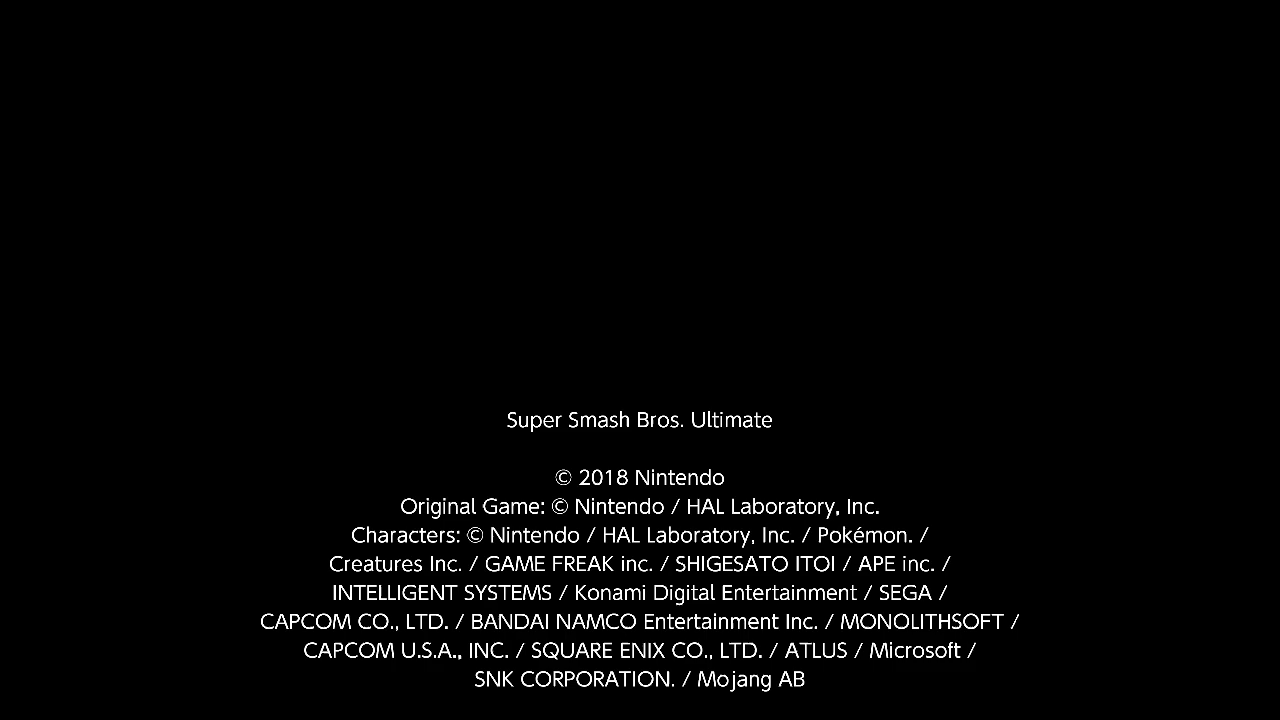 Super Smash Bros. Ultimate
© 2018 Nintendo
Original Game: © Nintendo / HAL Laboratory, Inc.
Characters: © Nintendo / HAL Laboratory, Inc. / Pokémon. /
Creatures Inc. / GAME FREAK inc. / SHIGESATO ITOI / APE inc. /
INTELLIGENT SYSTEMS / Konami Digital Entertainment / SEGA /
CAPCOM CO., LTD. / BANDAI NAMCO Entertainment Inc. / MONOLITHSOFT /
CAPCOM U.S.A., INC. / SQUARE ENIX CO., LTD. / ATLUS / Microsoft /
SNK CORPORATION. / Mojang AB